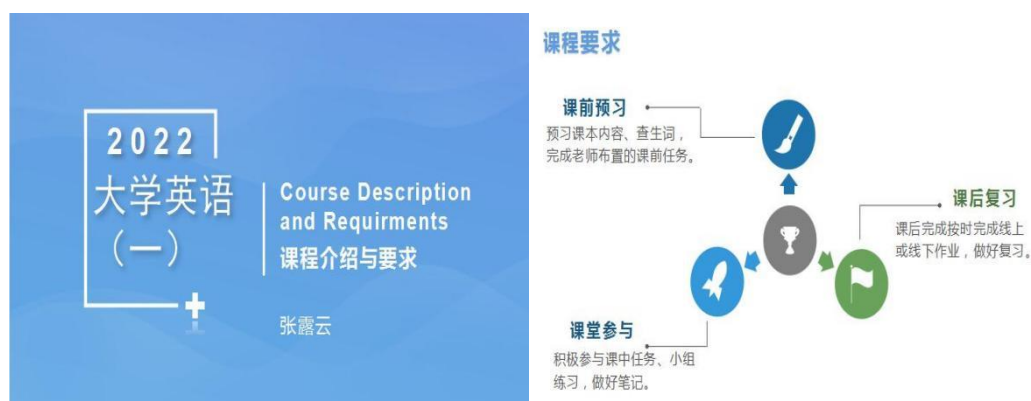 2022
大学英语
（一）
Course Description
and Requirments
课程介绍与要求
张露云
课程要求
课前预习
预习课本内容、查生词，
完成老师布置的课前任务。
课后复习
课后完成按时完成线上
或线下作业，做好复习。
课堂参与
积极参与课中任务、小组
练习，做好笔记。